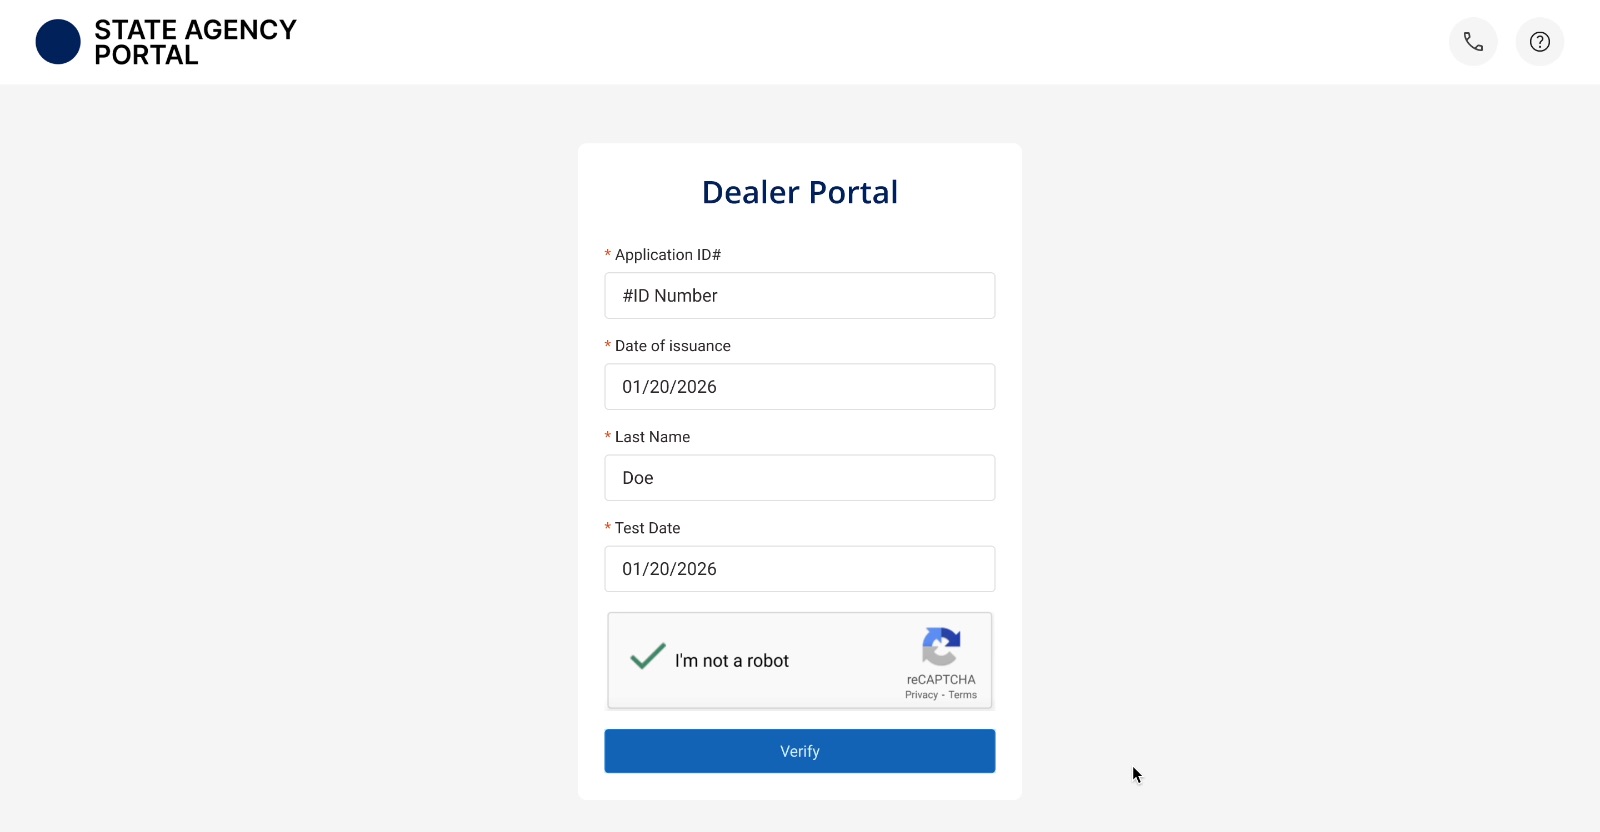 STATE AGENCY
PORTAL
Dealer Portal
* Application ID#
#ID Number
* Date of issuance
01/20/2026
* Last Name
Doe
* Test Date
01/20/2026
I'm not a robot
reCAPTCHA
Privacy - Terms
Verify